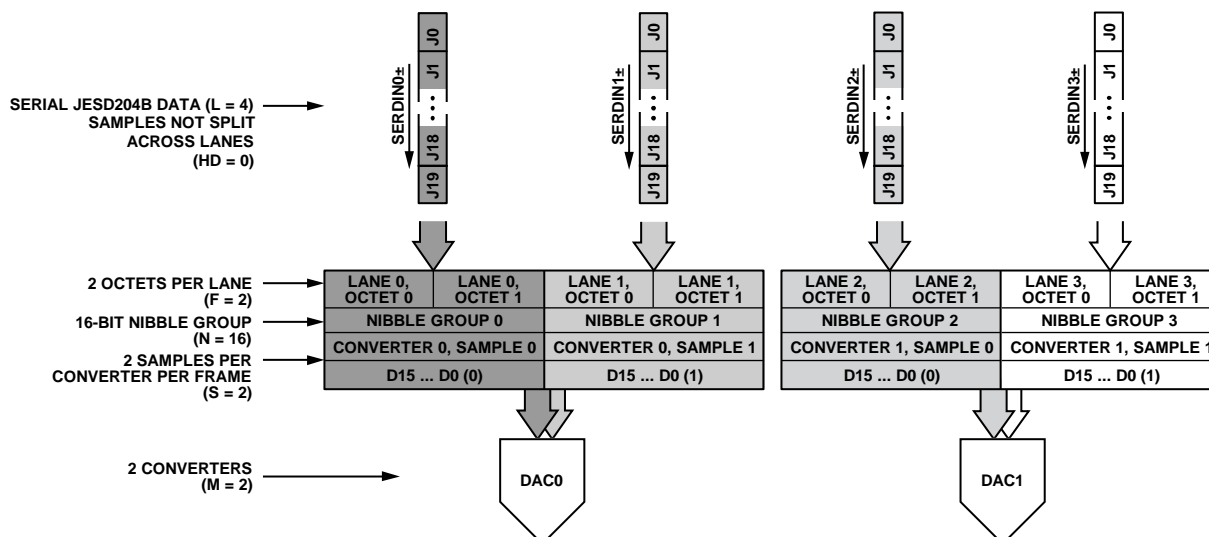 SERIAL JESD204B DATA (L = 4)
SAMPLES NOT SPLIT
ACROSS LANES
(HD = 0)
SERDIN0±
J0
J1
...
J18
J19
SERDIN1±
J0
J1
...
J18
J19
SERDIN2±
J0
J1
...
J18
J19
SERDIN3±
J0
J1
...
J18
J19
2 OCTETS PER LANE
(F = 2)
LANE 0,
OCTET 0
LANE 0,
OCTET 1
LANE 1,
OCTET 0
LANE 1,
OCTET 1
LANE 2,
OCTET 0
LANE 2,
OCTET 1
LANE 3,
OCTET 0
LANE 3,
OCTET 1
16-BIT NIBBLE GROUP
(N = 16)
NIBBLE GROUP 0
NIBBLE GROUP 1
NIBBLE GROUP 2
NIBBLE GROUP 3
2 SAMPLES PER
CONVERTER PER FRAME
(S = 2)
CONVERTER 0, SAMPLE 0
CONVERTER 0, SAMPLE 1
CONVERTER 1, SAMPLE 0
CONVERTER 1, SAMPLE 1
D15 ... D0 (0)
D15 ... D0 (1)
D15 ... D0 (0)
D15 ... D0 (1)
2 CONVERTERS
(M = 2)
DAC0
DAC1